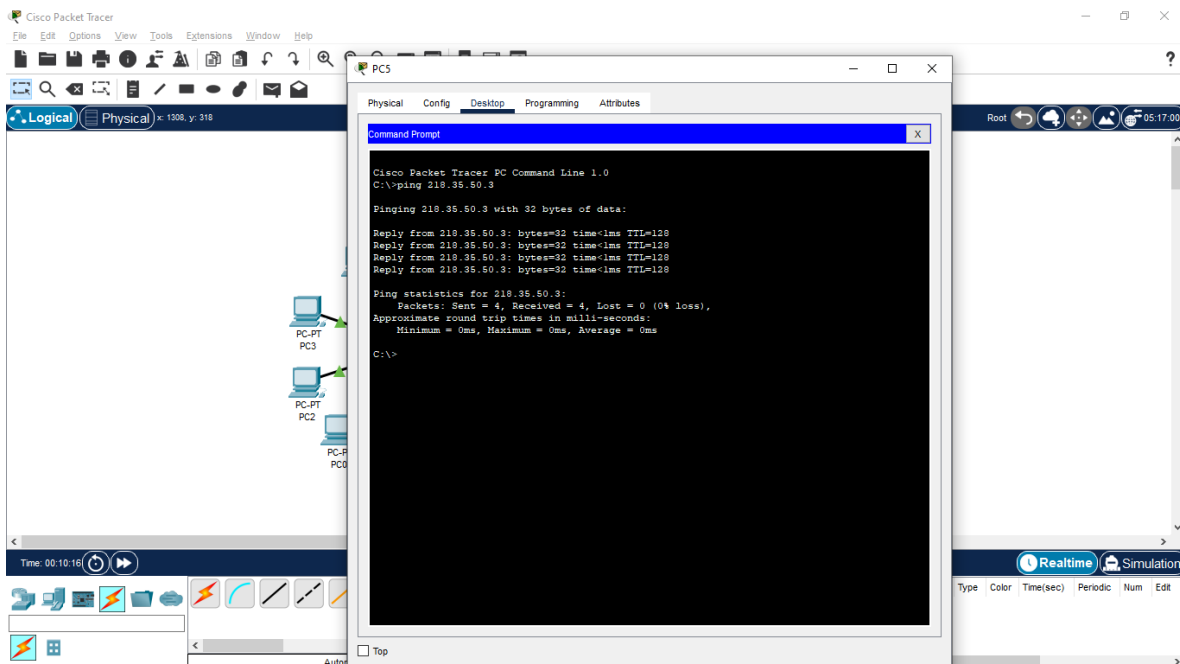 Cisco Packet Tracer
File Edit Options View Tools Extensions Window Help
?
PC5
Physical Config Desktop Programming Attributes
Logical Physical x: 1308, y: 318
Root 05:17:00
Command Prompt X
Cisco Packet Tracer PC Command Line 1.0
C:\>ping 218.35.50.3
Pinging 218.35.50.3 with 32 bytes of data:
Reply from 218.35.50.3: bytes=32 time<1ms TTL=128
Reply from 218.35.50.3: bytes=32 time<1ms TTL=128
Reply from 218.35.50.3: bytes=32 time<1ms TTL=128
Reply from 218.35.50.3: bytes=32 time<1ms TTL=128
Ping statistics for 218.35.50.3:
Packets: Sent = 4, Received = 4, Lost = 0 (0% loss),
Approximate round trip times in milli-seconds:
Minimum = 0ms, Maximum = 0ms, Average = 0ms
C:\>
PC-PT
PC3
PC-PT
PC2
PC-P
PC0
Time: 00:10:16
Realtime Simulation
Type Color Time(sec) Periodic Num Edit
Top